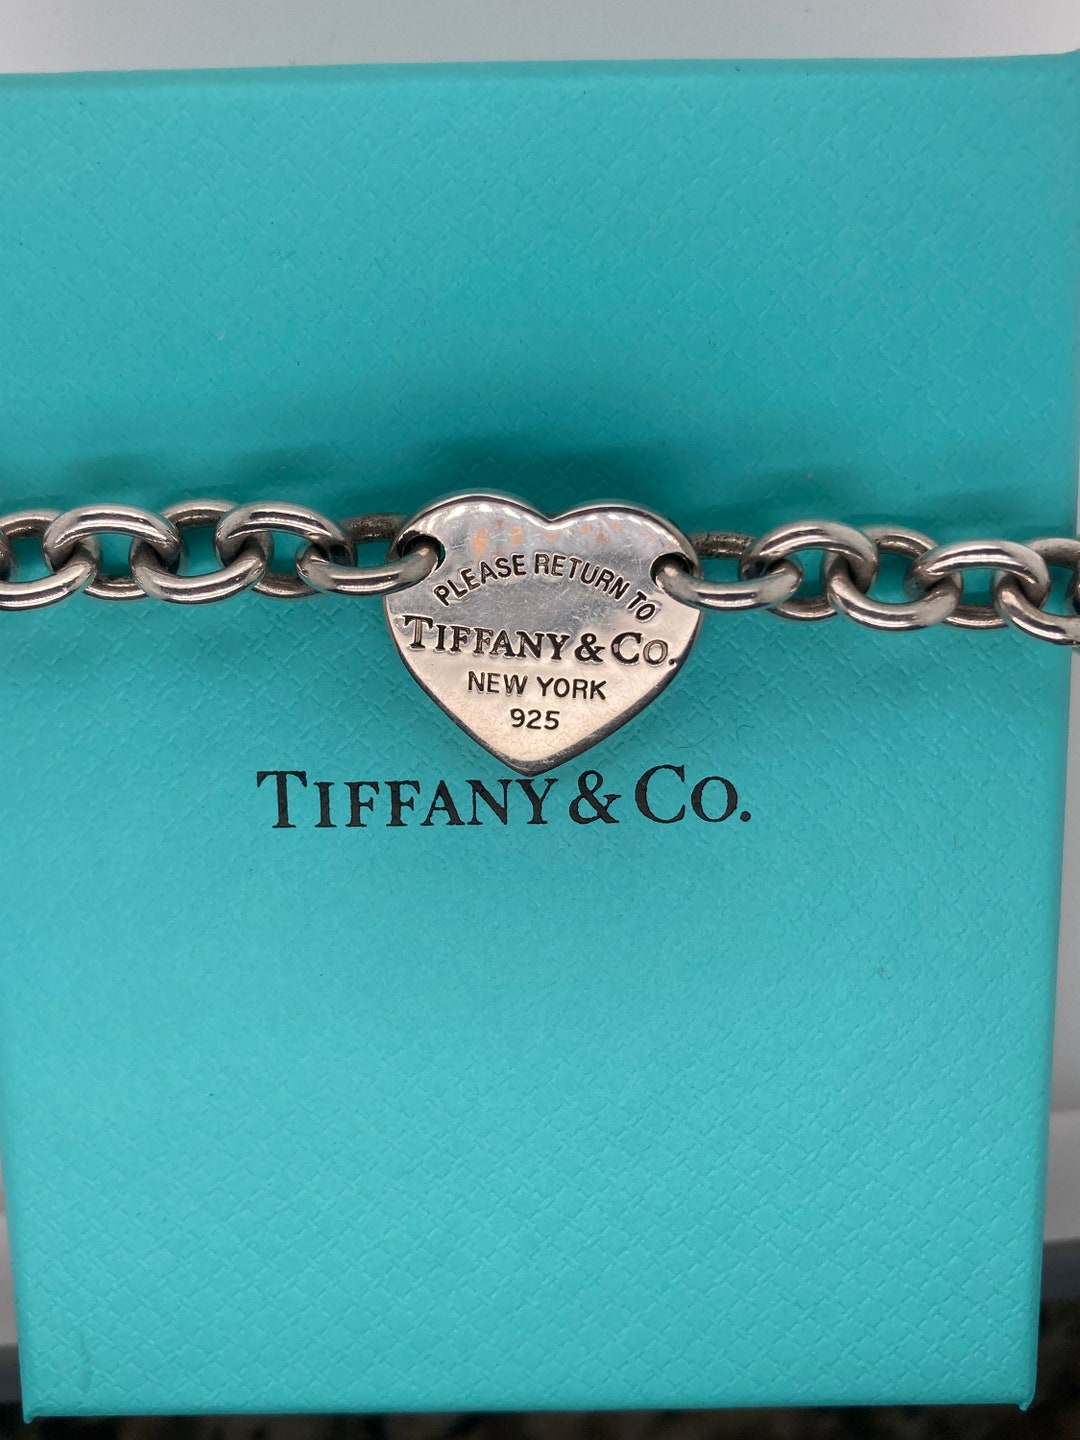 PLEASE RETURN TO
TIFFANY & CO.
NEW YORK
925
TIFFANY & CO.